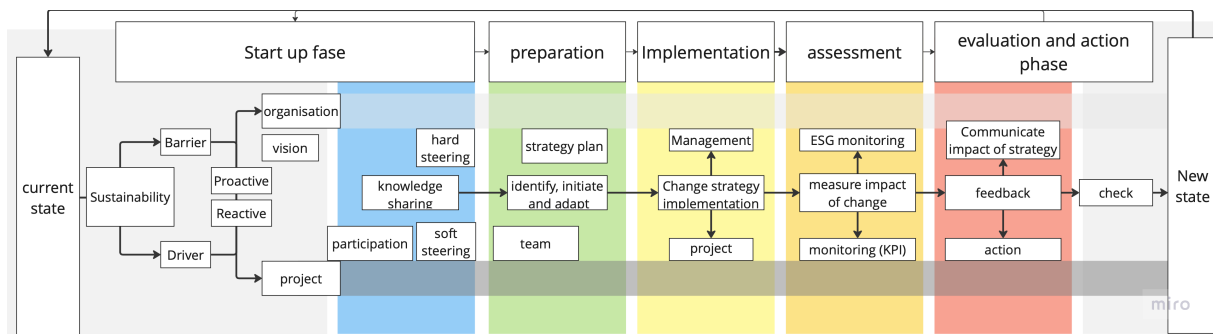 Start up fase
preparation
Implementation
assessment
evaluation and action
phase
current
state
Sustainability
Barrier
Driver
Proactive
Reactive
organisation
vision
project
participation
knowledge
sharing
hard
steering
soft
steering
strategy plan
identify, initiate
and adapt
team
Management
Change strategy
implementation
project
ESG monitoring
measure impact
of change
monitoring (KPI)
Communicate
impact of strategy
feedback
action
check
New
state
miro